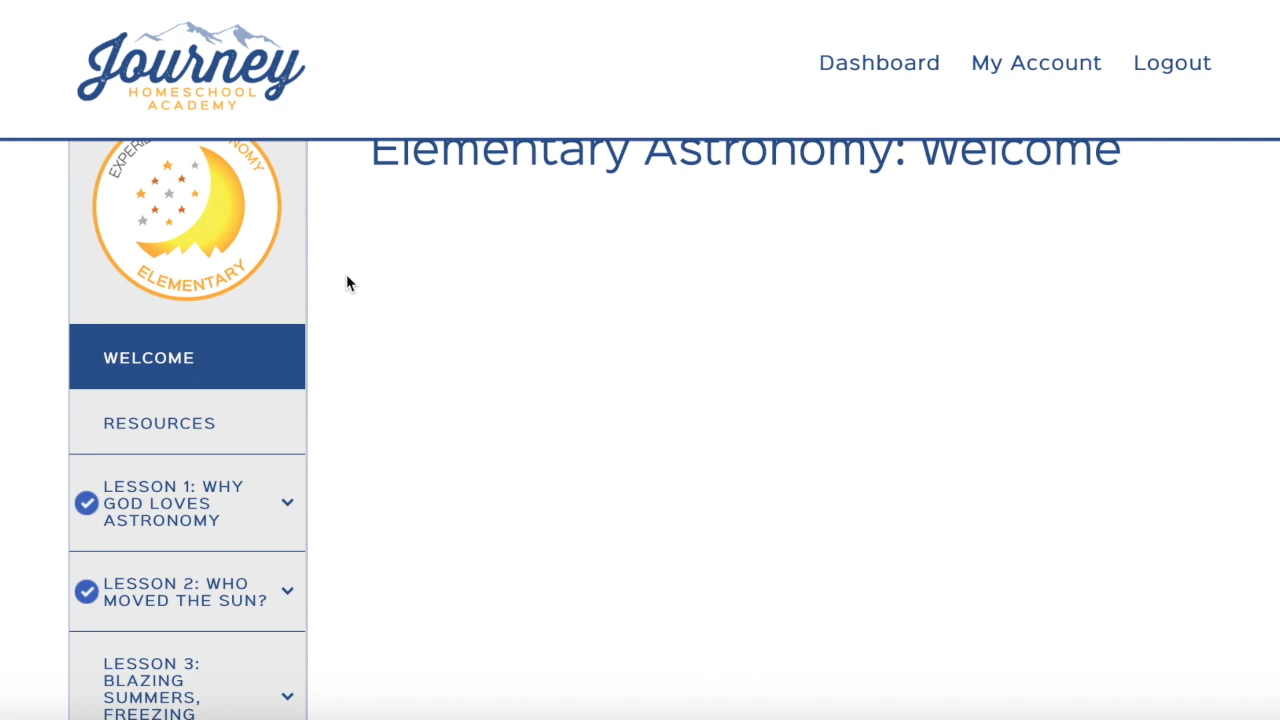 Journey
HOMESCHOOL
ACADEMY
Dashboard
My Account
Logout
Elementary Astronomy: Welcome
ELEMENTARY
WELCOME
RESOURCES
LESSON 1: WHY
GOD LOVES
ASTRONOMY
LESSON 2: WHO
MOVED THE SUN?
LESSON 3:
BLAZING
SUMMERS,
FREEZING